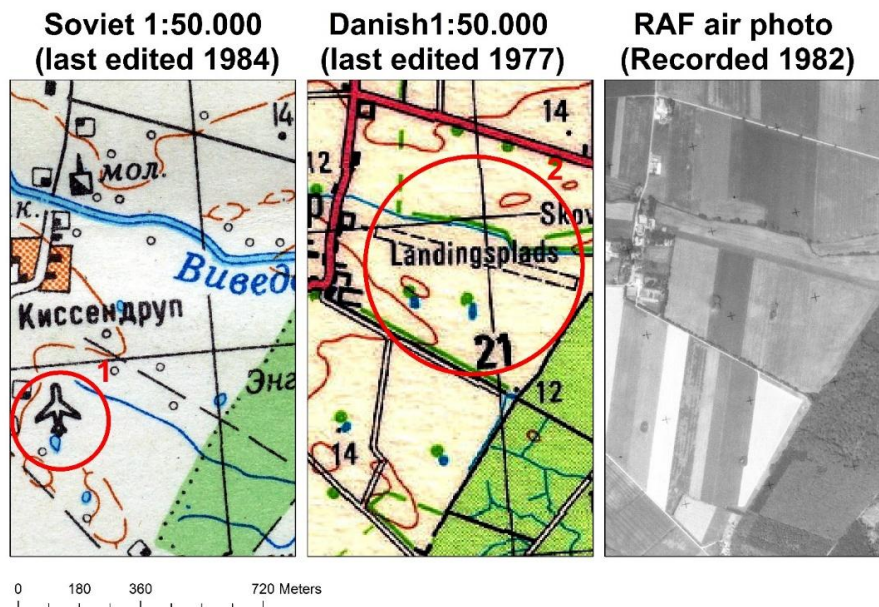 Soviet 1:50.000
(last edited 1984)
Danish1:50.000
(last edited 1977)
RAF air photo
(Recorded 1982)
14
мол.
к.
Виведо
Киссендруп
1
Энг
14
2
12
Skov
Landingsplads
21
12
14
0 180 360 720 Meters